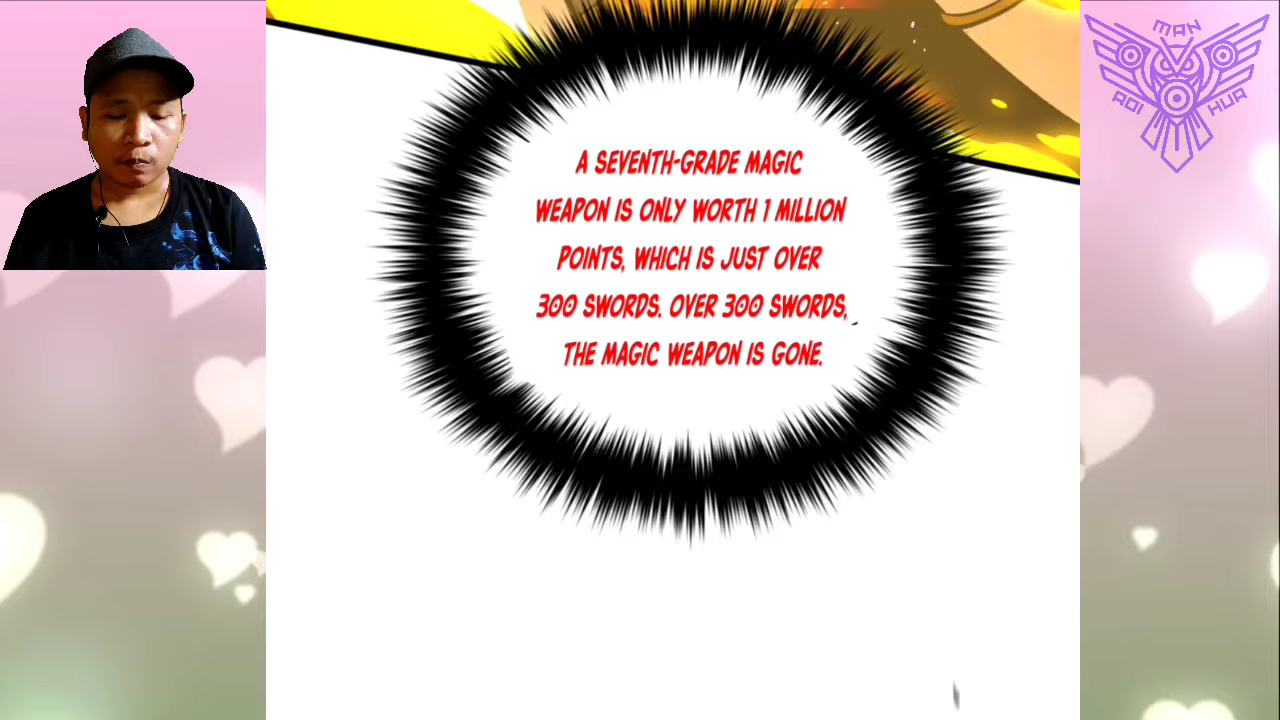 A SEVENTH-GRADE MAGIC
WEAPON IS ONLY WORTH 1 MILLION
POINTS, WHICH IS JUST OVER
300 SWORDS. OVER 300 SWORDS,
THE MAGIC WEAPON IS GONE.
MAN
AOI
HUA